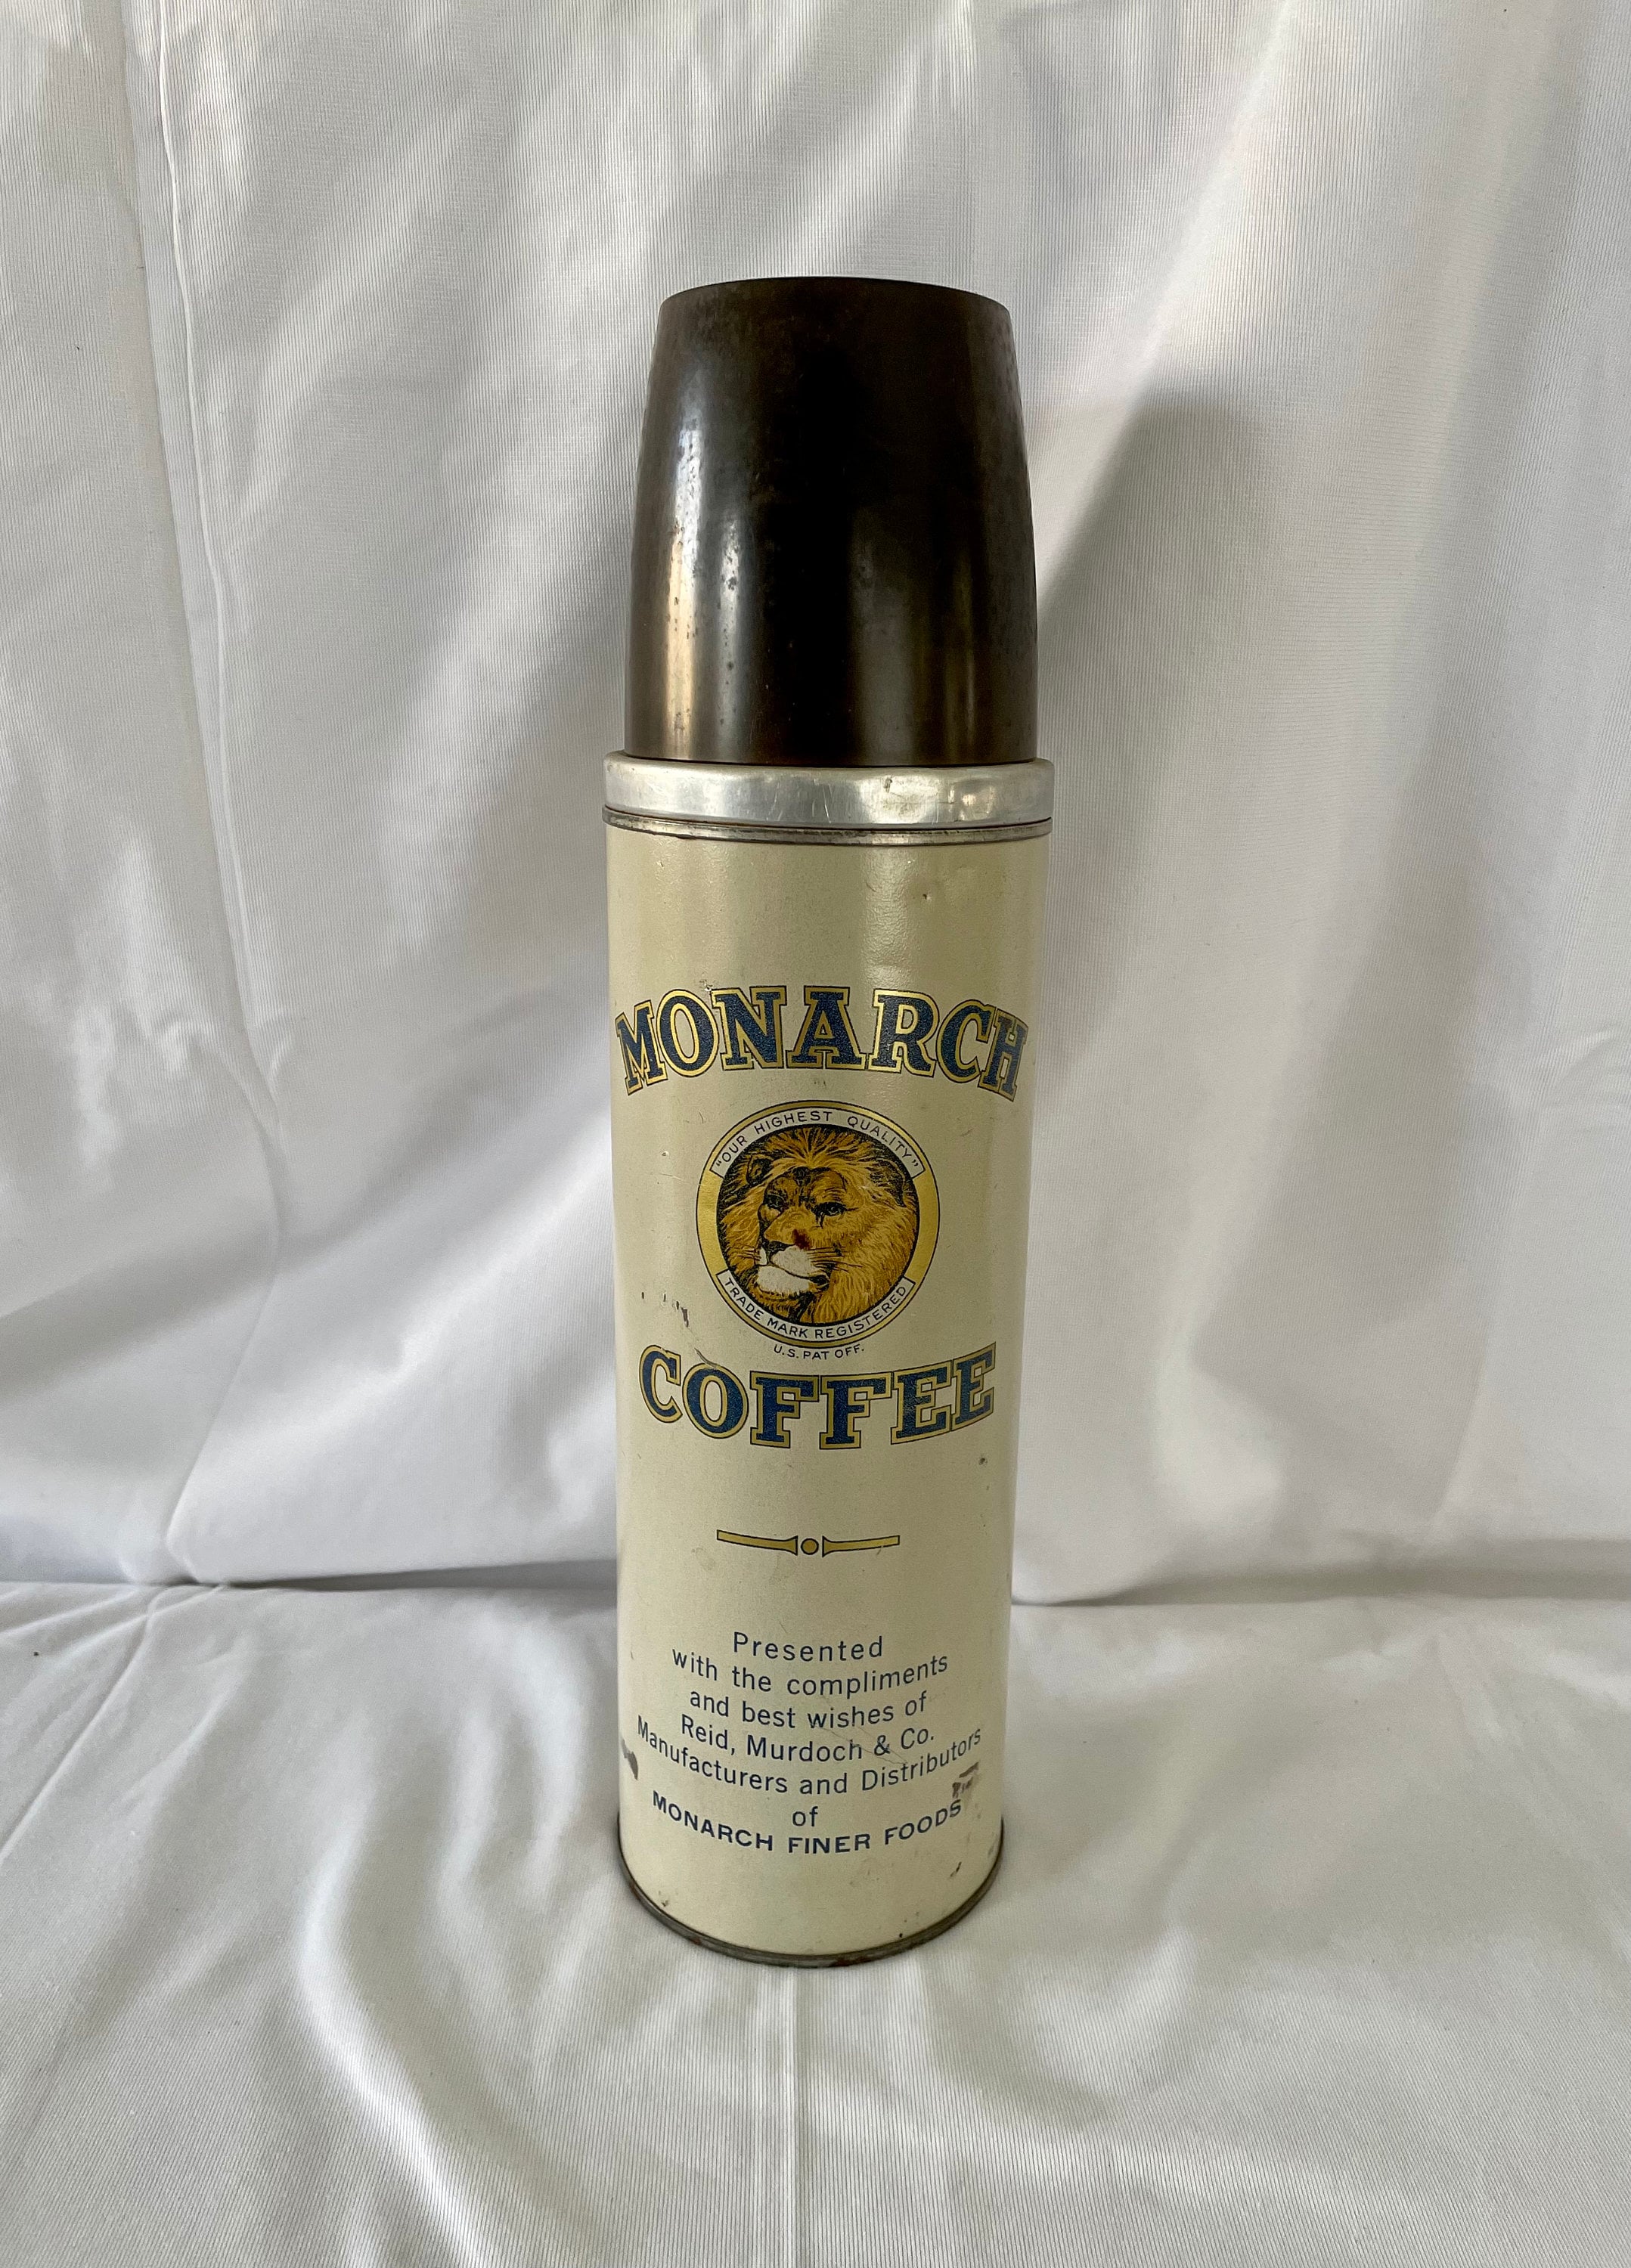 MONARCH
"OUR HIGHEST QUALITY"
TRADE MARK REGISTERED
U.S. PAT OFF.
COFFEE
Presented
with the compliments
and best wishes of
Reid, Murdoch & Co.
Manufacturers and Distributors
of
MONARCH FINER FOODS